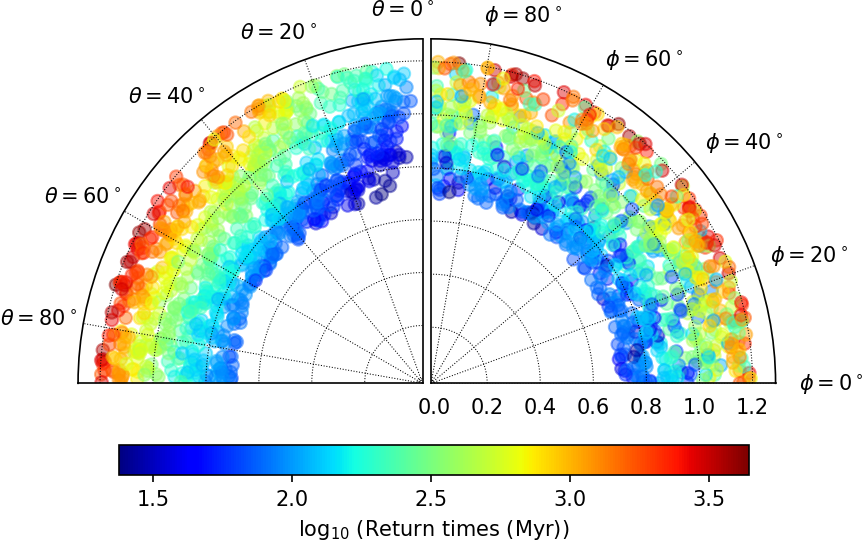 θ = 0° ϕ = 80°
θ = 20° ϕ = 60°
θ = 40° ϕ = 40°
θ = 60° ϕ = 20°
θ = 80° ϕ = 0°
0.0 0.2 0.4 0.6 0.8 1.0 1.2
1.5 2.0 2.5 3.0 3.5
log₁₀ (Return times (Myr))